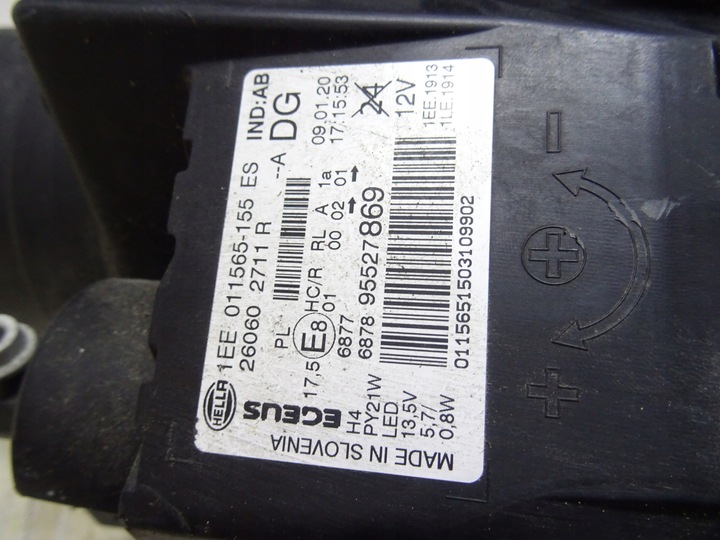 HELLA 1EE 011565-155 ES IND:AB
26060 2711 R --A DG
PL
17,5 E8 HC/R RL A 1a
01 00 02 01
09.01.20
17:15:53
24
12V
6877
6878 95527869
1EE.1913
1LE.1914
0115651503109902
EGEUS
H4
PY21W
LED
13,5V
5,7/
0,8W
MADE IN SLOVENIA
− +